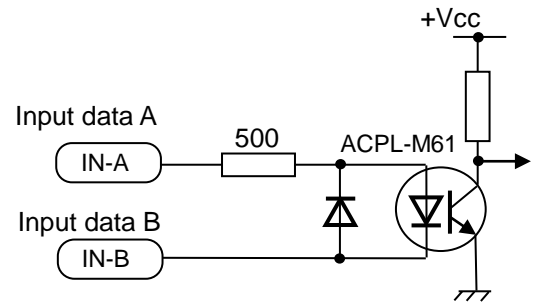 +Vcc
Input data A
500
ACPL-M61
IN-A
Input data B
IN-B